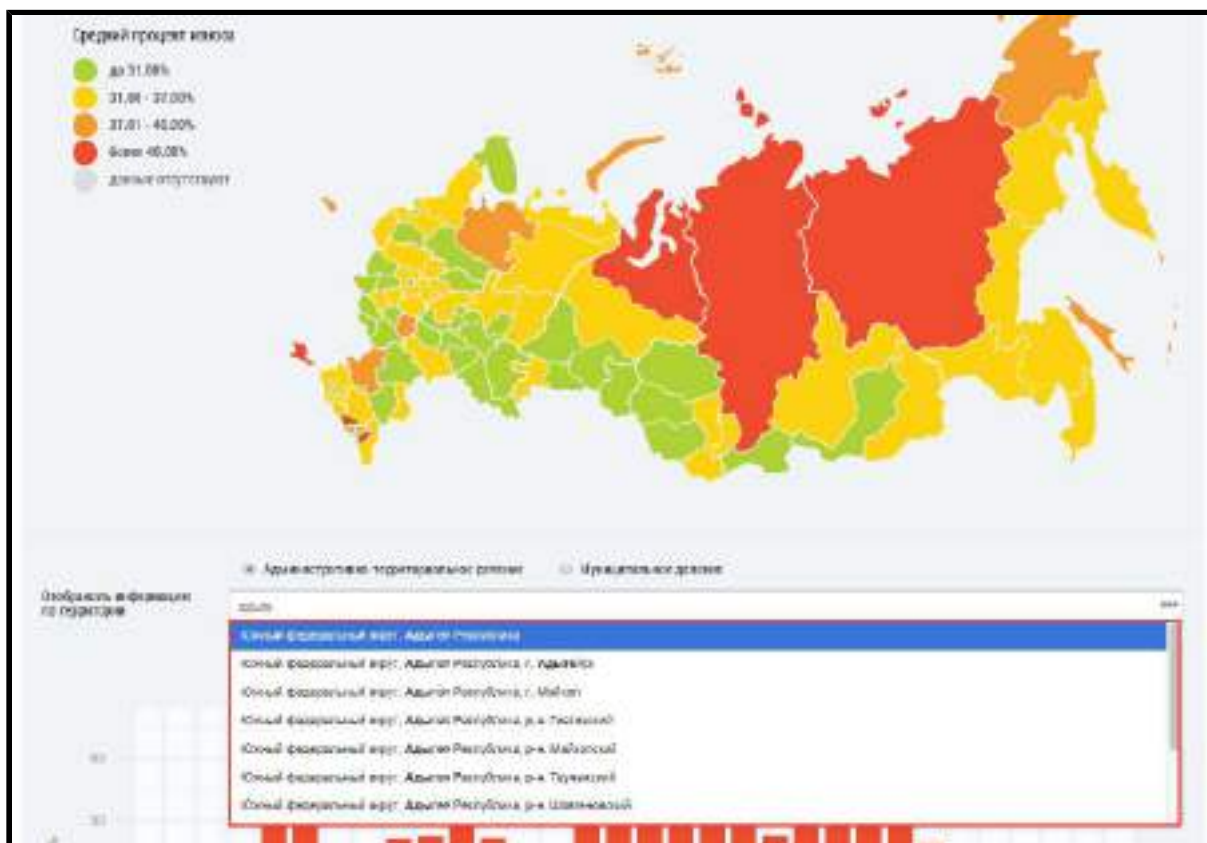 Средний процент износа
до 31.00%
31.00 - 37.00%
37.01 - 40.00%
более 40.00%
данные отсутствуют
Административно-территориальное деление
Муниципальное деление
Отображать информацию
по территории
Южный федеральный округ, Адыгея Республика
Южный федеральный округ, Адыгея Республика, г. Адыгейск
Южный федеральный округ, Адыгея Республика, г. Майкоп
Южный федеральный округ, Адыгея Республика, р-н. Гиагинский
Южный федеральный округ, Адыгея Республика, р-н. Майкопский
Южный федеральный округ, Адыгея Республика, р-н.
Южный федеральный округ, Адыгея Республика, р-н. Шовгеновский